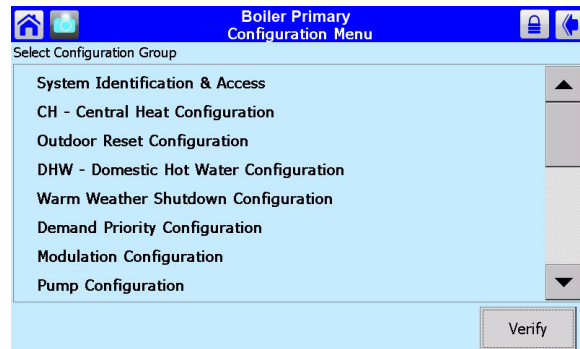 Boiler Primary
Configuration Menu
Select Configuration Group
System Identification & Access
CH - Central Heat Configuration
Outdoor Reset Configuration
DHW - Domestic Hot Water Configuration
Warm Weather Shutdown Configuration
Demand Priority Configuration
Modulation Configuration
Pump Configuration
Verify